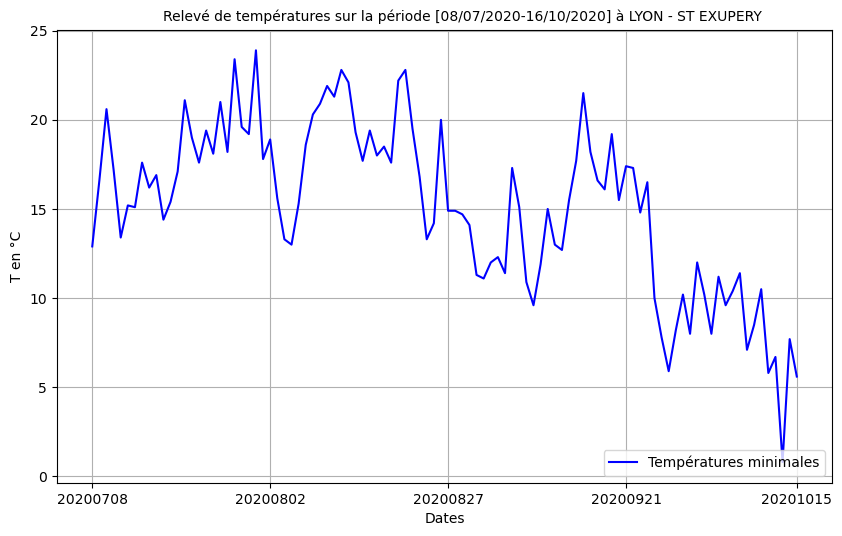 Relevé de températures sur la période [08/07/2020-16/10/2020] à LYON - ST EXUPERY
T en °C
25
20
15
10
5
0
Températures minimales
20200708 20200802 20200827 20200921 20201015
Dates